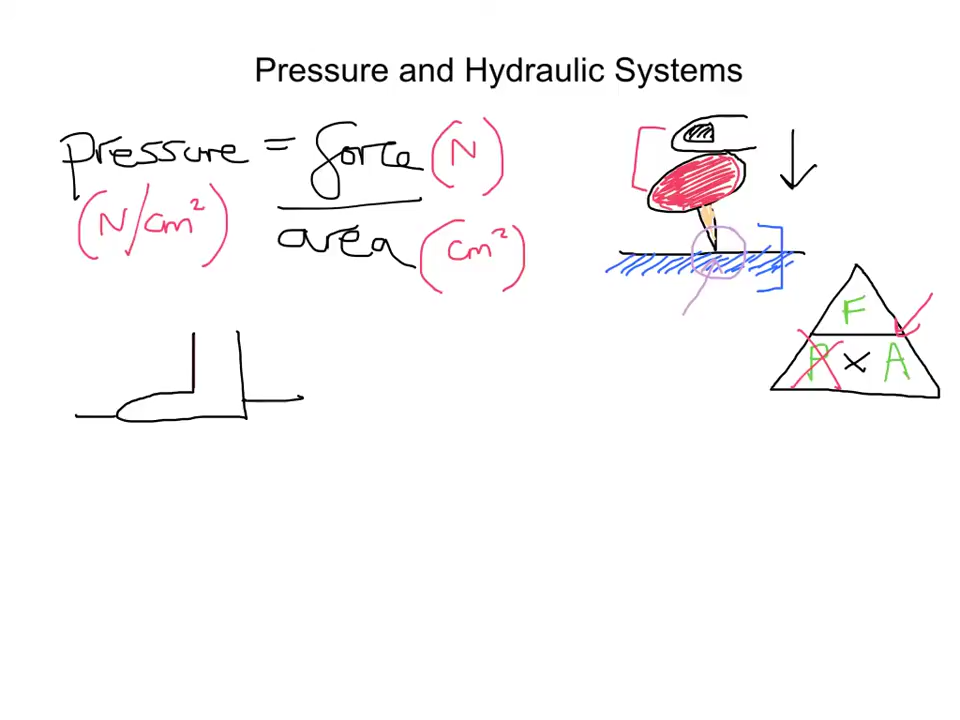 Pressure and Hydraulic Systems
pressure = force (N)
(N/cm²) area (cm²)
F
P × A